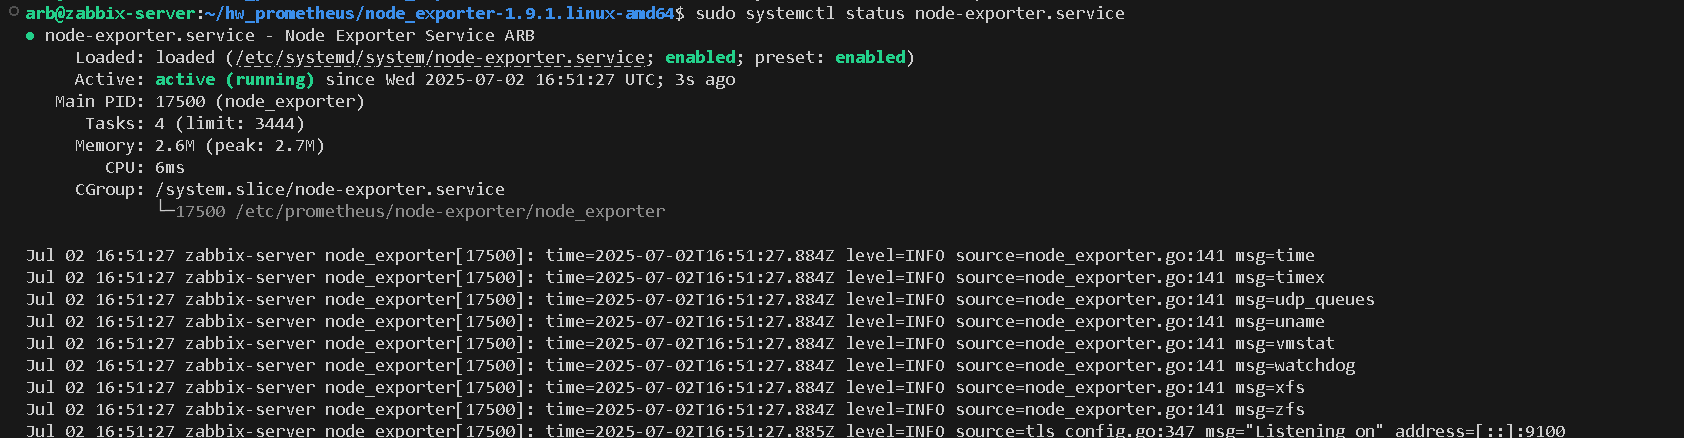 arb@zabbix-server:~/hw_prometheus/node_exporter-1.9.1.linux-amd64$ sudo systemctl status node-exporter.service
● node-exporter.service - Node Exporter Service ARB
Loaded: loaded (/etc/systemd/system/node-exporter.service; enabled; preset: enabled)
Active: active (running) since Wed 2025-07-02 16:51:27 UTC; 3s ago
Main PID: 17500 (node_exporter)
Tasks: 4 (limit: 3444)
Memory: 2.6M (peak: 2.7M)
CPU: 6ms
CGroup: /system.slice/node-exporter.service
└─17500 /etc/prometheus/node-exporter/node_exporter
Jul 02 16:51:27 zabbix-server node_exporter[17500]: time=2025-07-02T16:51:27.884Z level=INFO source=node_exporter.go:141 msg=time
Jul 02 16:51:27 zabbix-server node_exporter[17500]: time=2025-07-02T16:51:27.884Z level=INFO source=node_exporter.go:141 msg=timex
Jul 02 16:51:27 zabbix-server node_exporter[17500]: time=2025-07-02T16:51:27.884Z level=INFO source=node_exporter.go:141 msg=udp_queues
Jul 02 16:51:27 zabbix-server node_exporter[17500]: time=2025-07-02T16:51:27.884Z level=INFO source=node_exporter.go:141 msg=uname
Jul 02 16:51:27 zabbix-server node_exporter[17500]: time=2025-07-02T16:51:27.884Z level=INFO source=node_exporter.go:141 msg=vmstat
Jul 02 16:51:27 zabbix-server node_exporter[17500]: time=2025-07-02T16:51:27.884Z level=INFO source=node_exporter.go:141 msg=watchdog
Jul 02 16:51:27 zabbix-server node_exporter[17500]: time=2025-07-02T16:51:27.884Z level=INFO source=node_exporter.go:141 msg=xfs
Jul 02 16:51:27 zabbix-server node_exporter[17500]: time=2025-07-02T16:51:27.884Z level=INFO source=node_exporter.go:141 msg=zfs
Jul 02 16:51:27 zabbix-server node_exporter[17500]: time=2025-07-02T16:51:27.885Z level=INFO source=tls_config.go:347 msg="Listening on" address=[::]:9100